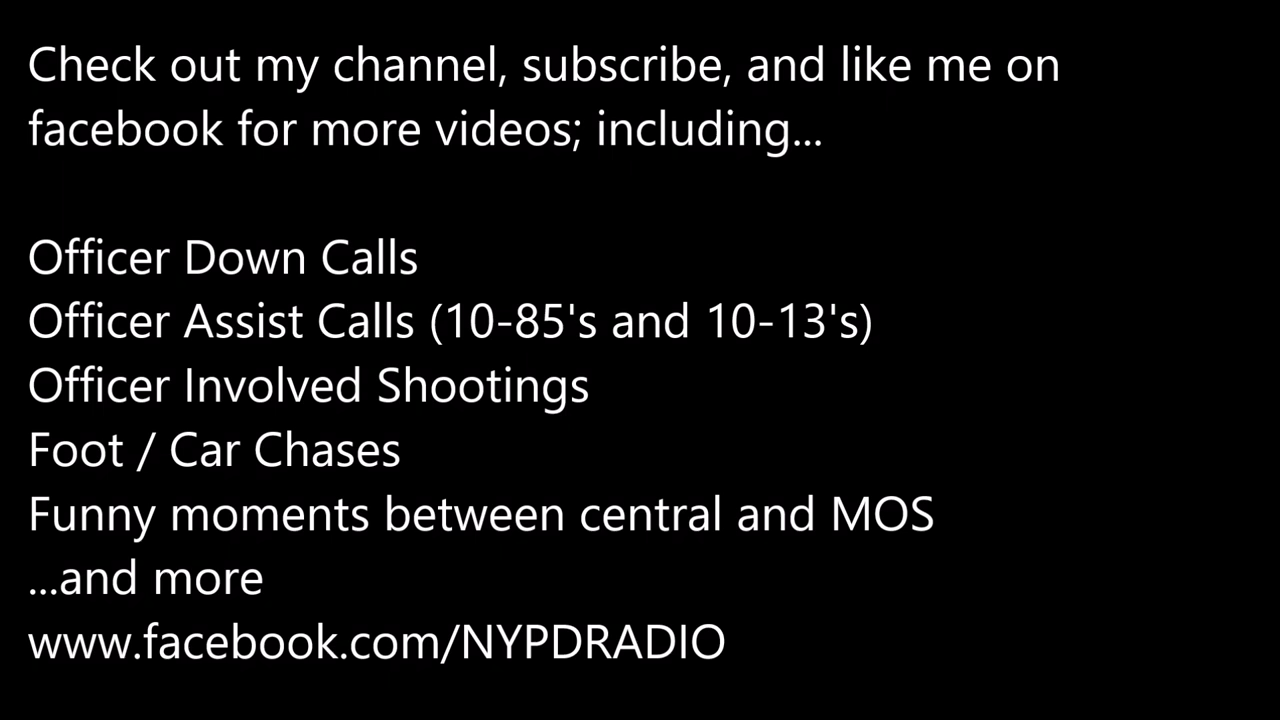 Check out my channel, subscribe, and like me on
facebook for more videos; including...
Officer Down Calls
Officer Assist Calls (10-85's and 10-13's)
Officer Involved Shootings
Foot / Car Chases
Funny moments between central and MOS
...and more
www.facebook.com/NYPDRADIO